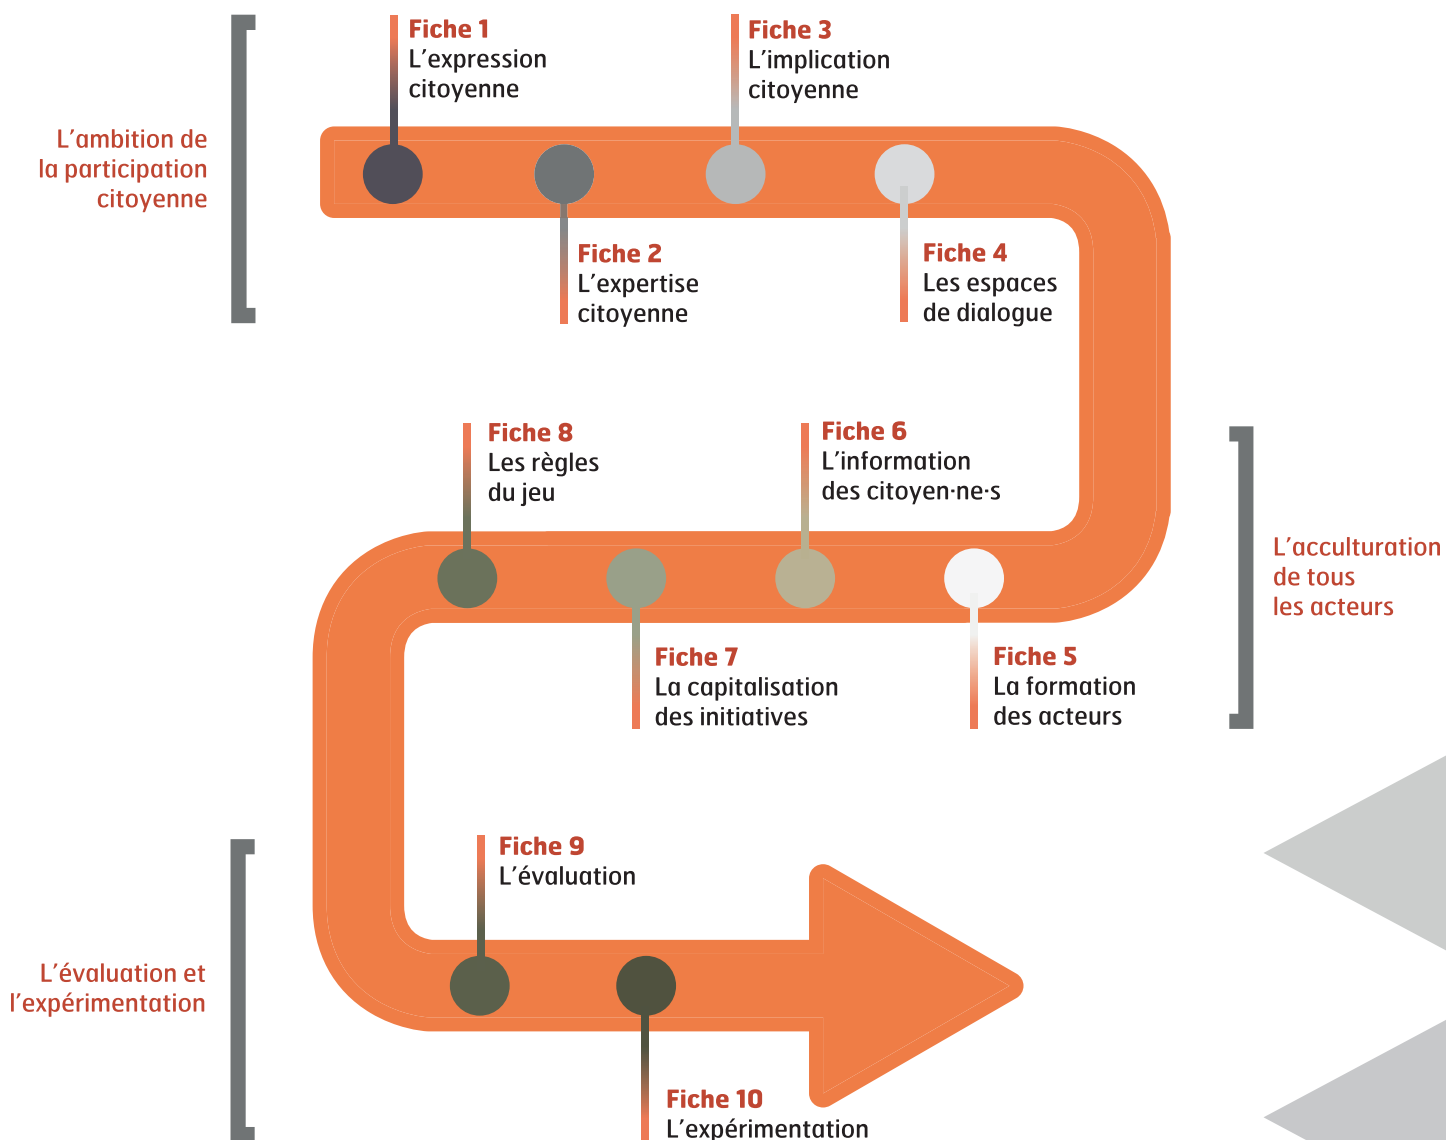 L'ambition de
la participation
citoyenne
Fiche 1
L'expression
citoyenne
Fiche 2
L'expertise
citoyenne
Fiche 3
L'implication
citoyenne
Fiche 4
Les espaces
de dialogue
L'acculturation
de tous
les acteurs
Fiche 5
La formation
des acteurs
Fiche 6
L'information
des citoyen·ne·s
Fiche 7
La capitalisation
des initiatives
Fiche 8
Les règles
du jeu
L'évaluation et
l'expérimentation
Fiche 9
L'évaluation
Fiche 10
L'expérimentation